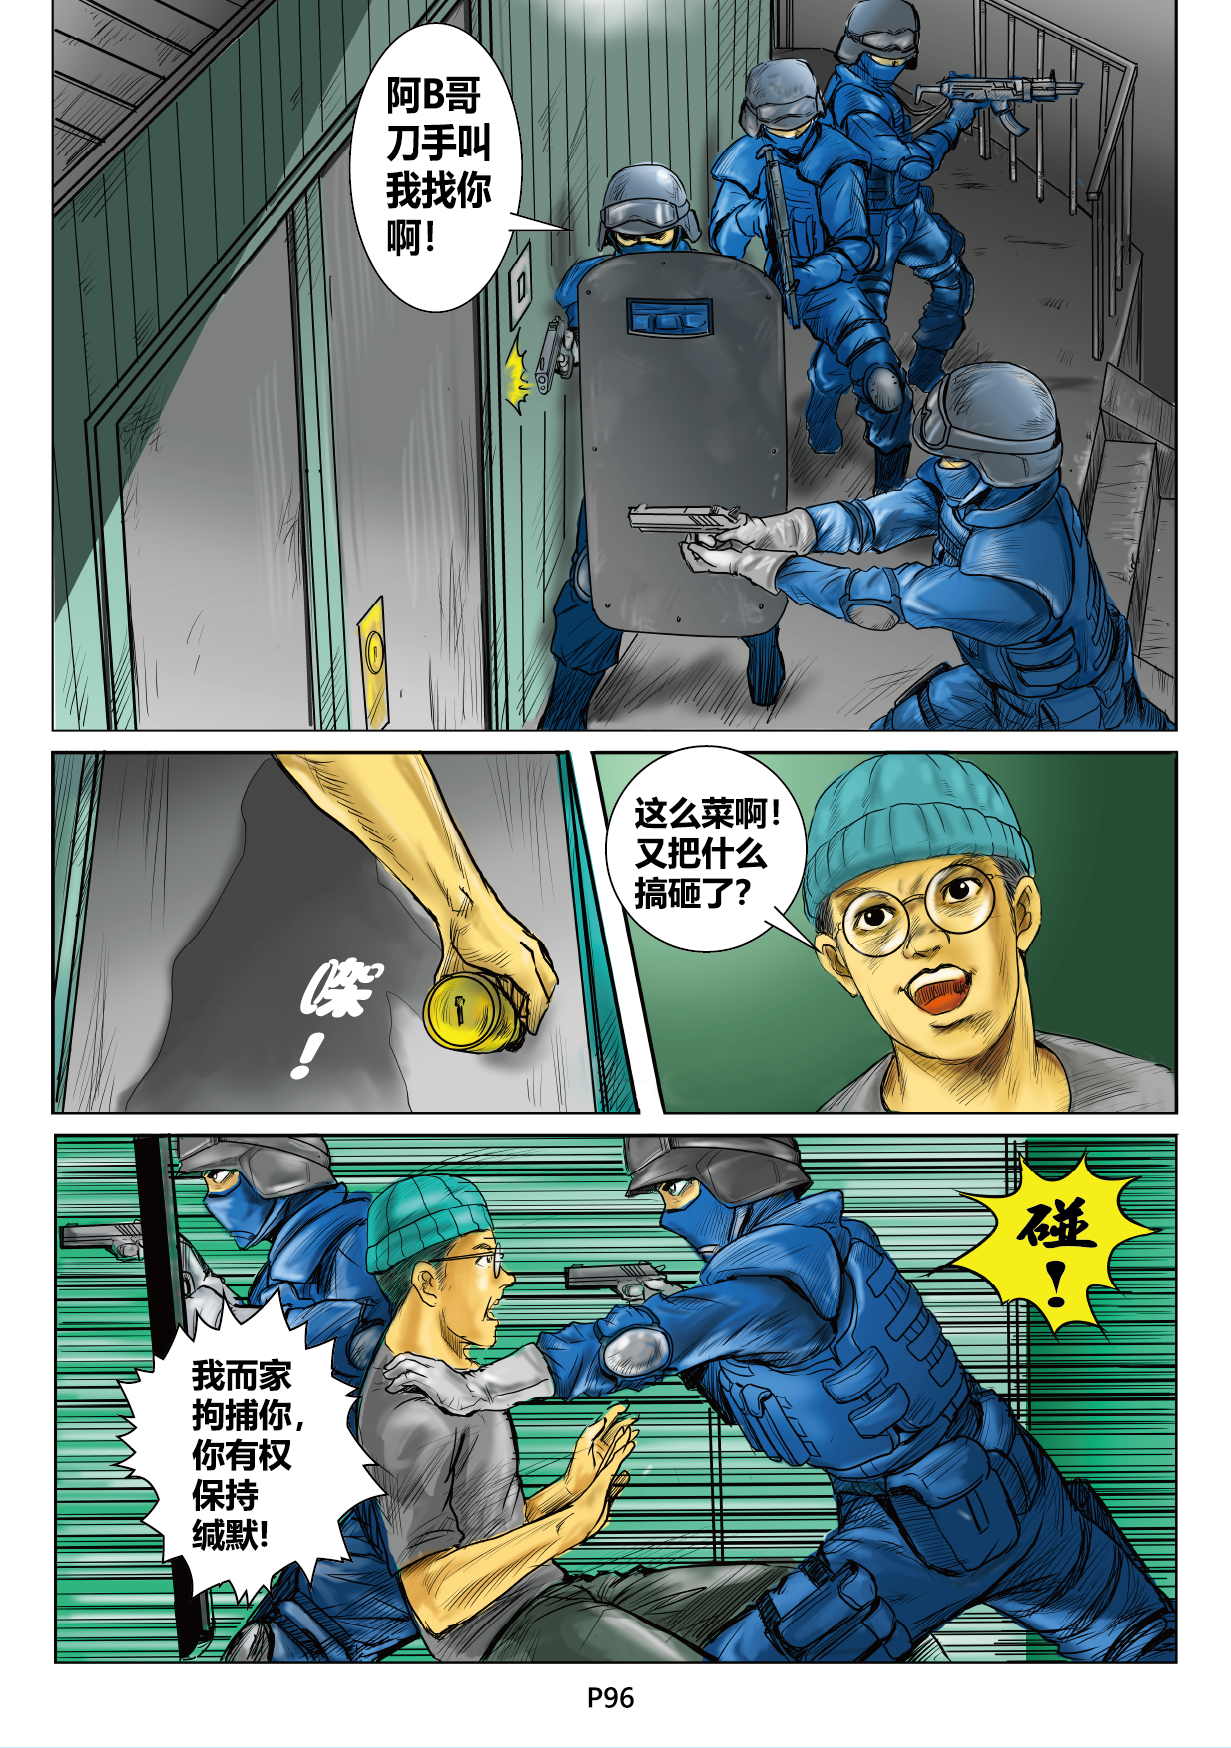 阿B哥
刀手叫
我找你
啊！
嚓
！
这么菜啊！
又把什么
搞砸了？
碰
！
我而家
拘捕你，
你有权
保持
缄默!
P96